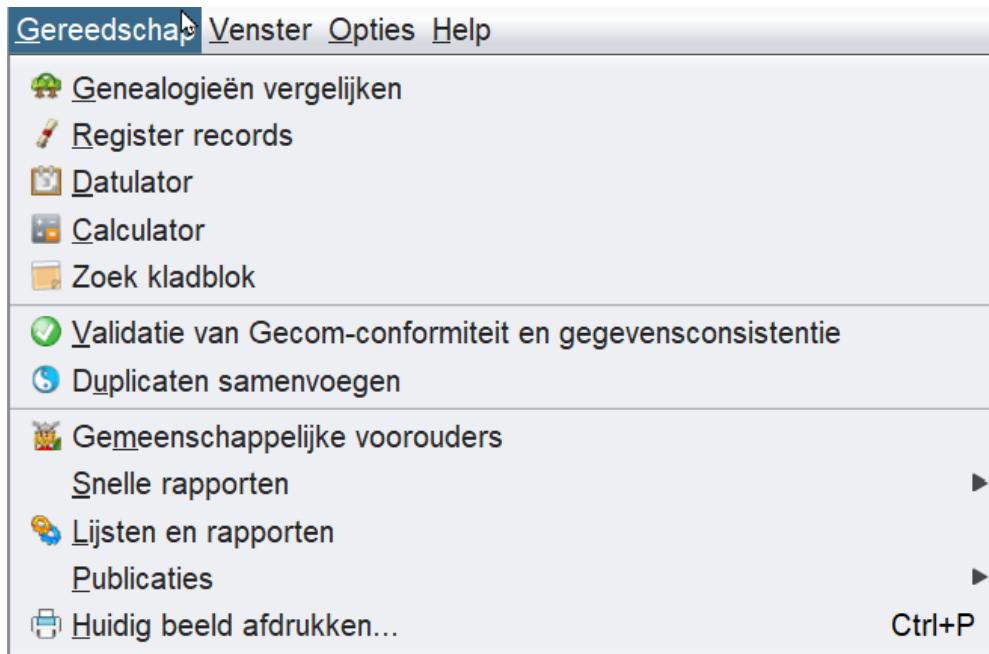 Gereedschap Venster Opties Help
Genealogieën vergelijken
Register records
Datulator
Calculator
Zoek kladblok
Validatie van Gecom-conformiteit en gegevensconsistentie
Duplicaten samenvoegen
Gemeenschappelijke voorouders
Snelle rapporten
Lijsten en rapporten
Publicaties
Huidig beeld afdrukken... Ctrl+P